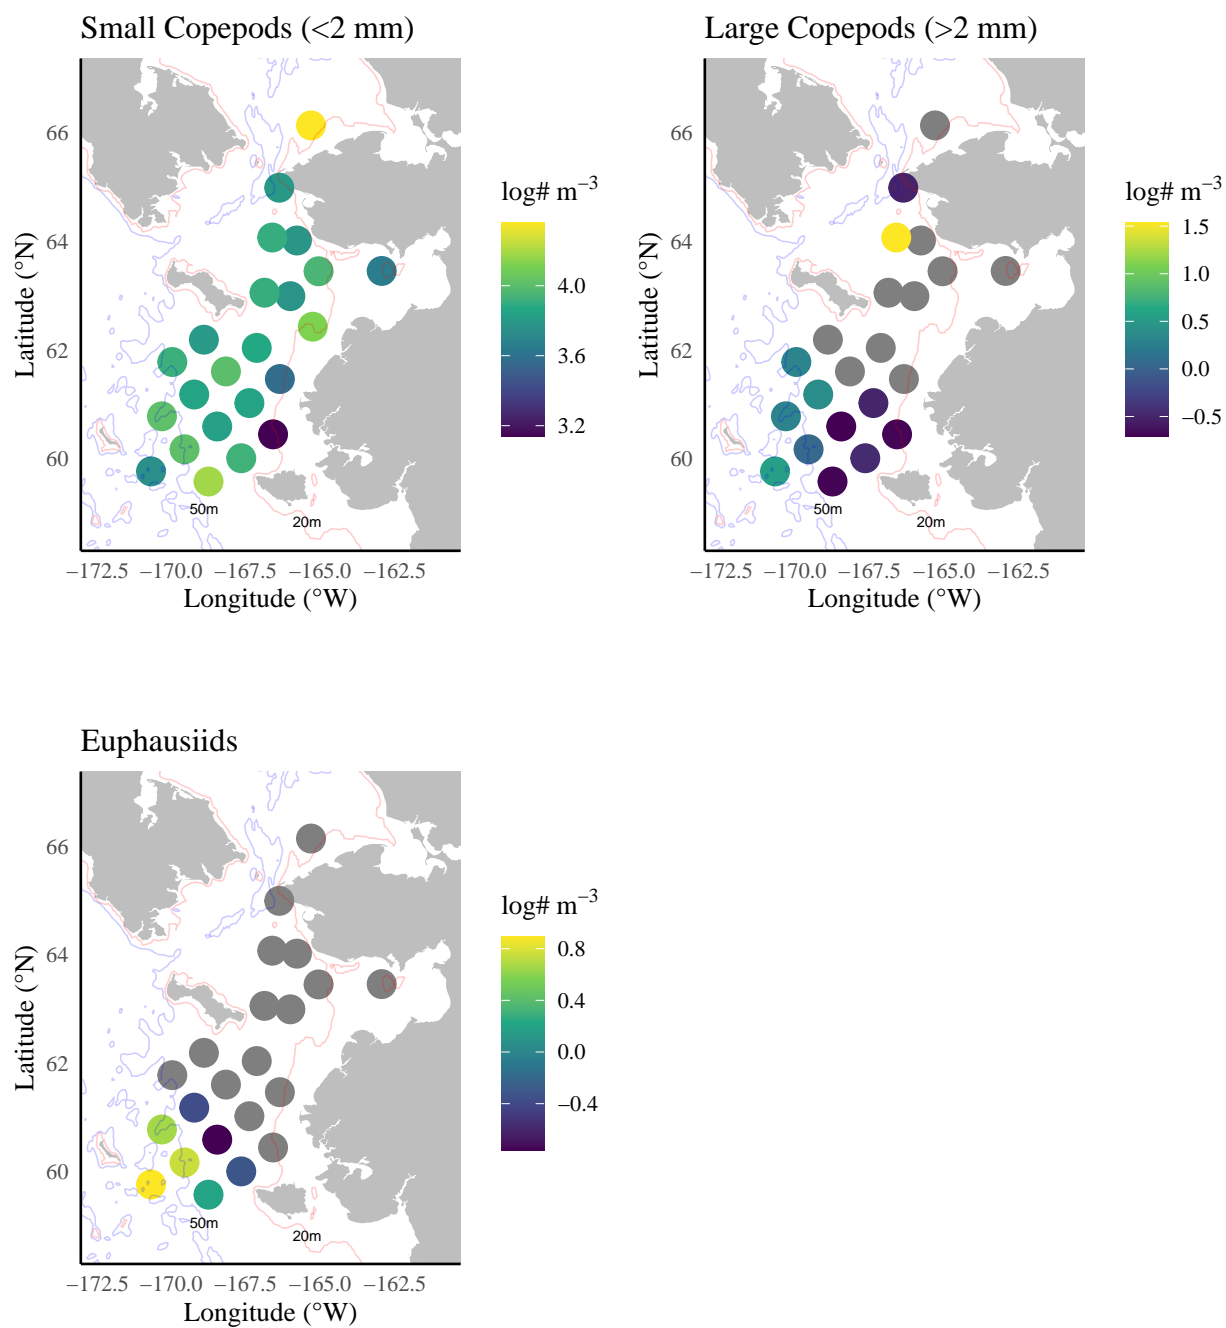 Small Copepods (<2 mm)
66
64
62
60
Latitude (°N)
50m
20m
−172.5 −170.0 −167.5 −165.0 −162.5
Longitude (°W)
log# m−3
4.0
3.6
3.2
Large Copepods (>2 mm)
66
64
62
60
Latitude (°N)
50m
20m
−172.5 −170.0 −167.5 −165.0 −162.5
Longitude (°W)
log# m−3
1.5
1.0
0.5
0.0
−0.5
Euphausiids
66
64
62
60
Latitude (°N)
50m
20m
−172.5 −170.0 −167.5 −165.0 −162.5
Longitude (°W)
log# m−3
0.8
0.4
0.0
−0.4